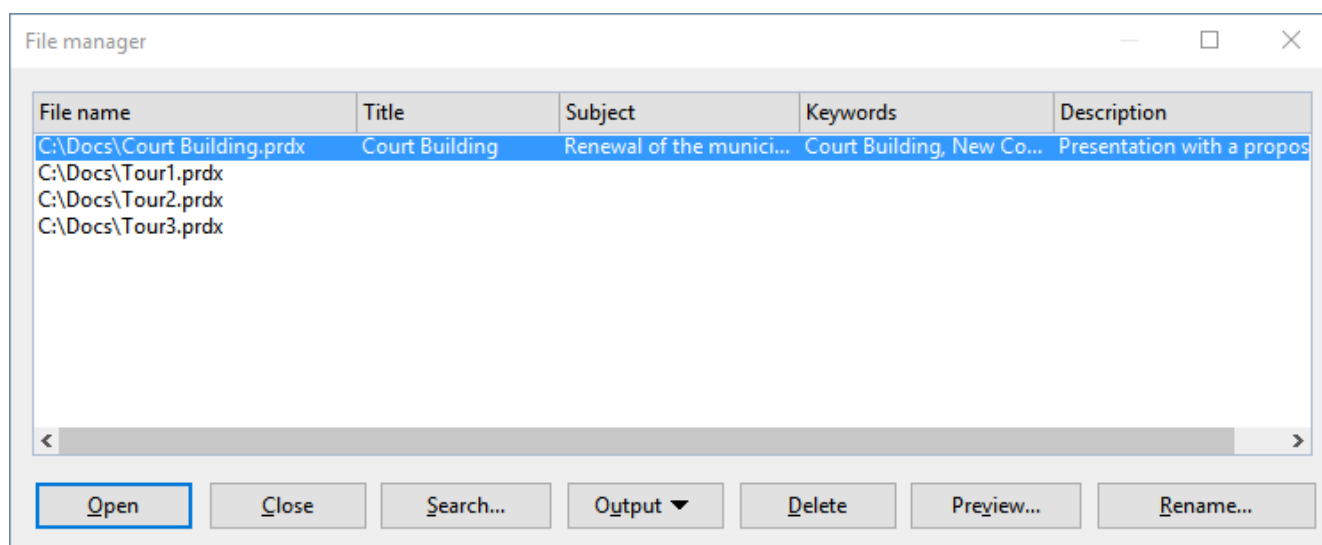 File manager
File name Title Subject Keywords Description
C:\Docs\Court Building.prdx Court Building Renewal of the munici... Court Building, New Co... Presentation with a propos
C:\Docs\Tour1.prdx
C:\Docs\Tour2.prdx
C:\Docs\Tour3.prdx
Open Close Search... Output Delete Preview... Rename...